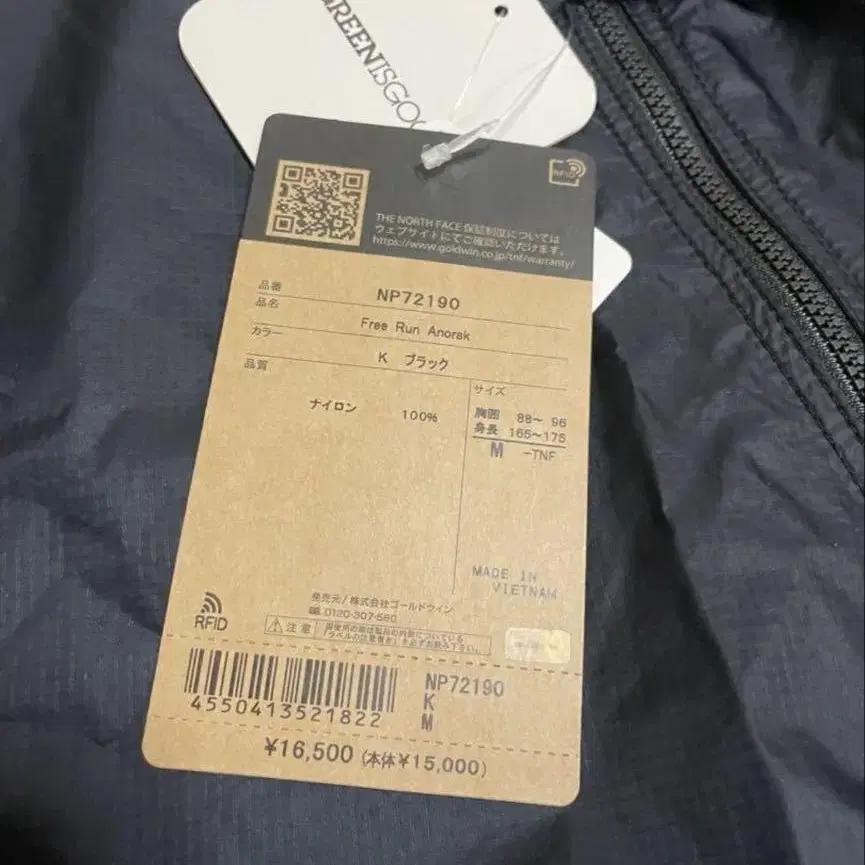 REENISGOO
RFID
THE NORTH FACE 保証制度については
ウェブサイトにてご確認いただけます。
https://www.goldwin.co.jp/tnf/warranty/
品番 NP72190
品名 Free Run Anorak
カラー K ブラック
品質
ナイロン 100%
サイズ
胸囲 88〜 96
身長 165〜175
M -TNF
MADE IN
VIETNAM
RFID
発売元/株式会社ゴールドウイン
0120-307-560
注意
4550413521822
NP72190
K
M
¥16,500 (本体¥15,000)